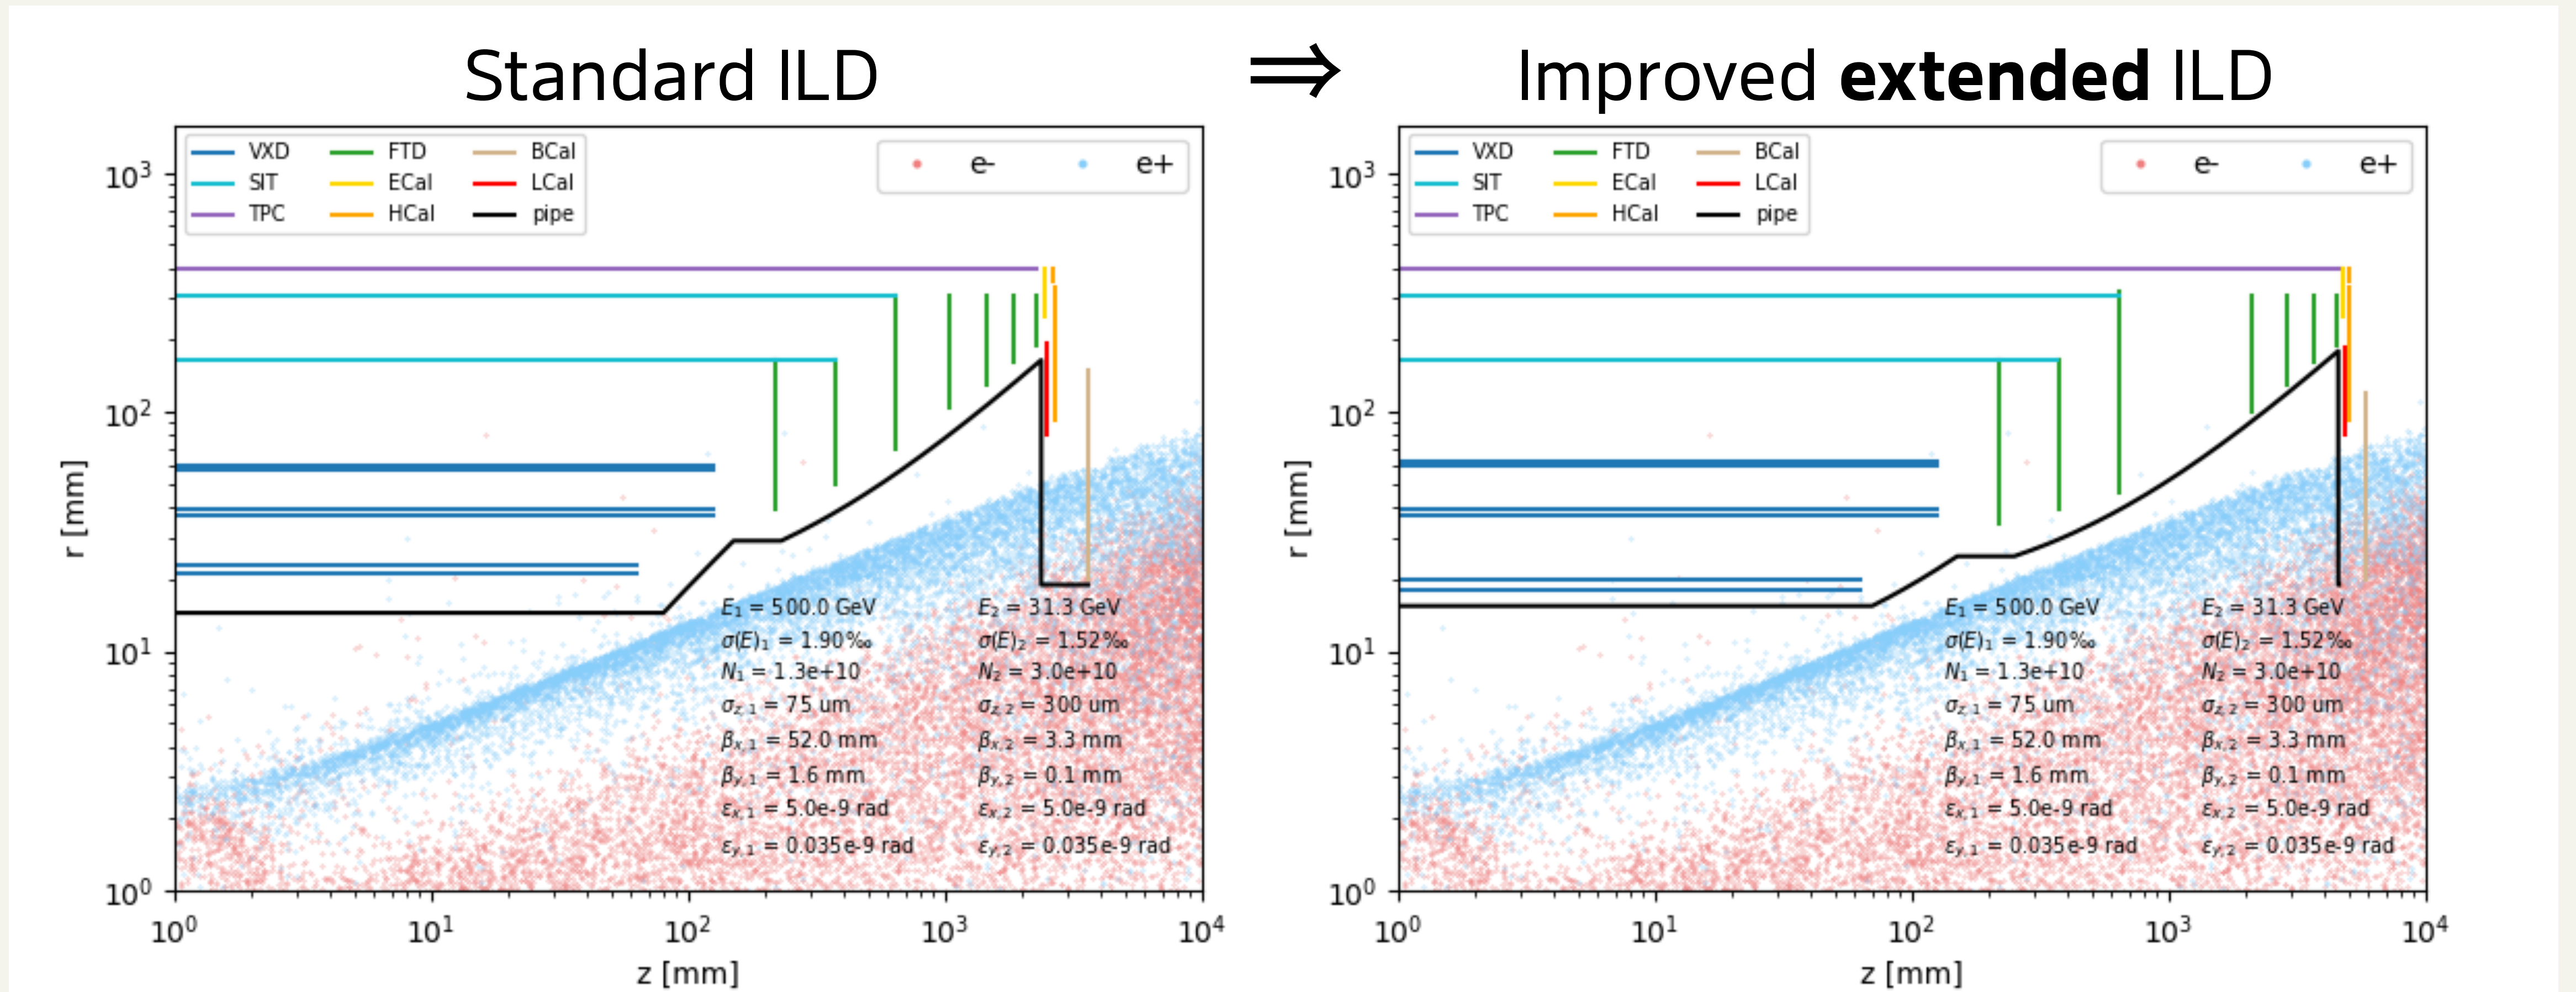 Standard ILD ⇒ Improved extended ILD
VXD FTD BCal
SIT ECal LCal
TPC HCal pipe
e- e+
10³
10²
10¹
10⁰
r [mm]
E₁ = 500.0 GeV E₂ = 31.3 GeV
σ(E)₁ = 1.90‰ σ(E)₂ = 1.52‰
N₁ = 1.3e+10 N₂ = 3.0e+10
σz,1 = 75 um σz,2 = 300 um
βx,1 = 52.0 mm βx,2 = 3.3 mm
βy,1 = 1.6 mm βy,2 = 0.1 mm
εx,1 = 5.0e-9 rad εx,2 = 5.0e-9 rad
εy,1 = 0.035e-9 rad εy,2 = 0.035e-9 rad
10⁰ 10¹ 10² 10³ 10⁴
z [mm]
VXD FTD BCal
SIT ECal LCal
TPC HCal pipe
e- e+
10³
10²
10¹
10⁰
r [mm]
E₁ = 500.0 GeV E₂ = 31.3 GeV
σ(E)₁ = 1.90‰ σ(E)₂ = 1.52‰
N₁ = 1.3e+10 N₂ = 3.0e+10
σz,1 = 75 um σz,2 = 300 um
βx,1 = 52.0 mm βx,2 = 3.3 mm
βy,1 = 1.6 mm βy,2 = 0.1 mm
εx,1 = 5.0e-9 rad εx,2 = 5.0e-9 rad
εy,1 = 0.035e-9 rad εy,2 = 0.035e-9 rad
10⁰ 10¹ 10² 10³ 10⁴
z [mm]